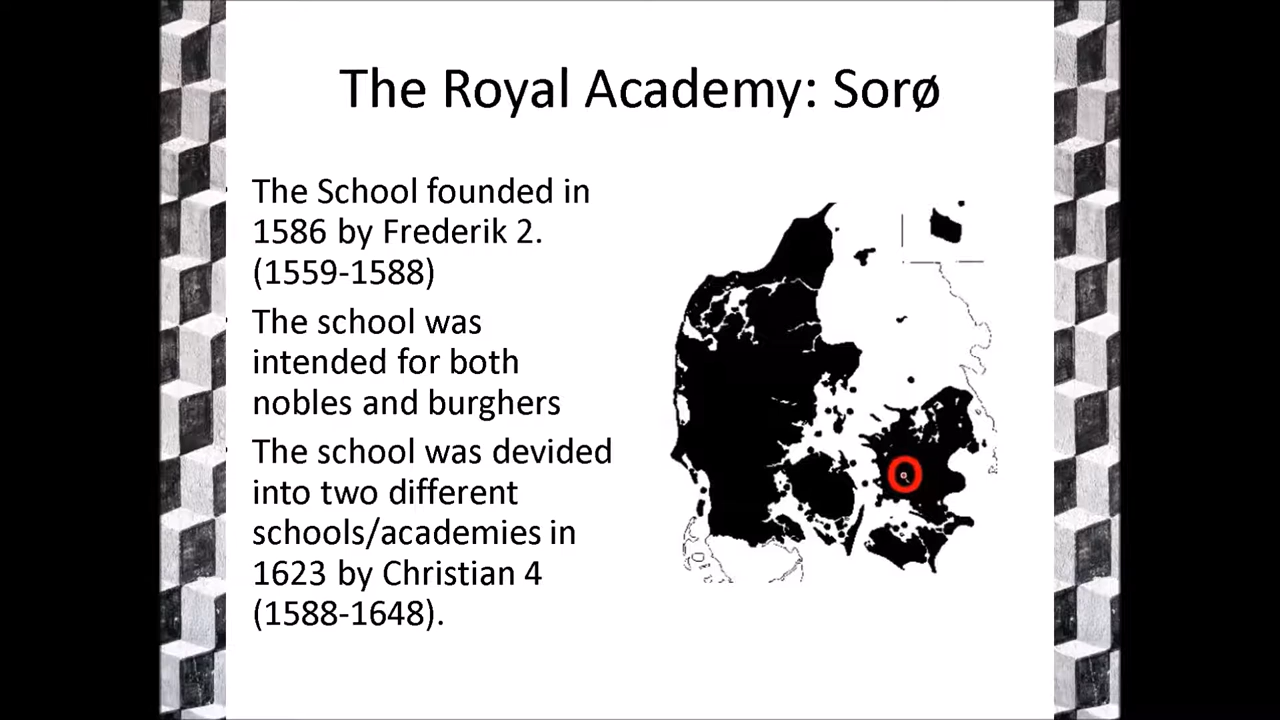 The Royal Academy: Sorø
The School founded in
1586 by Frederik 2.
(1559-1588)
The school was
intended for both
nobles and burghers
The school was devided
into two different
schools/academies in
1623 by Christian 4
(1588-1648).